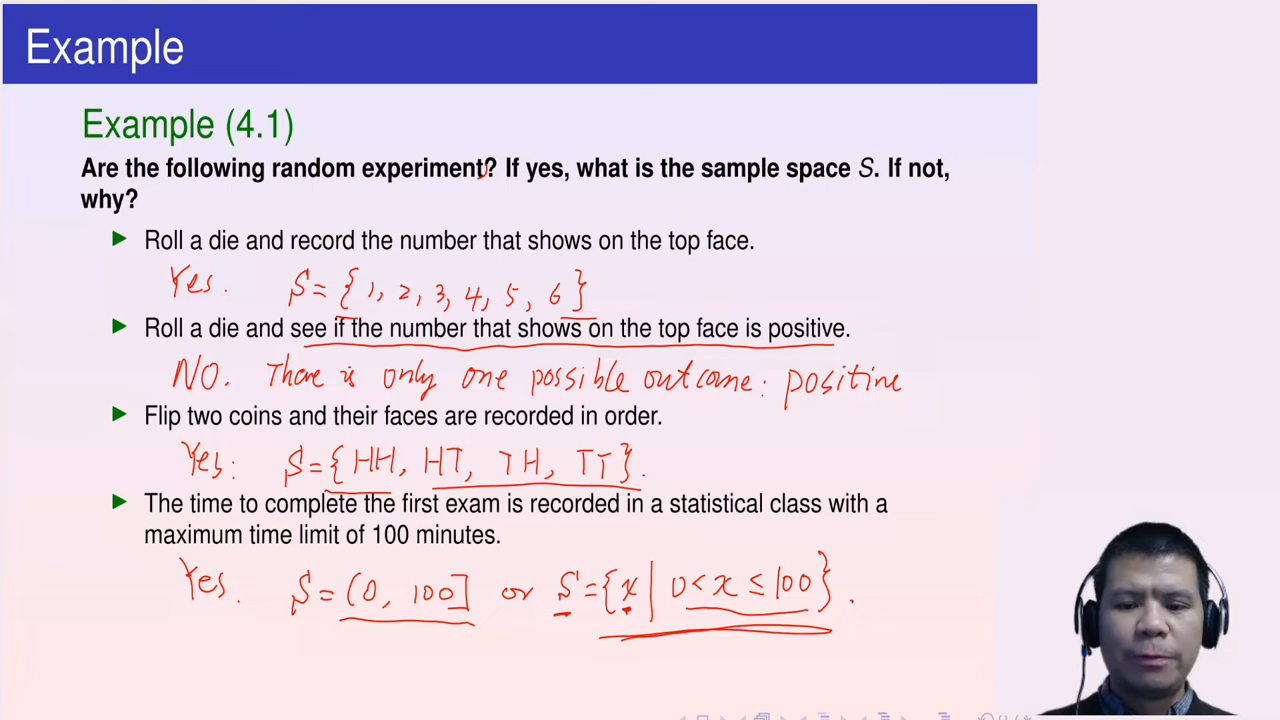 Example
Example (4.1)
Are the following random experiment? If yes, what is the sample space S. If not,
why?
Roll a die and record the number that shows on the top face.
Yes. S = {1, 2, 3, 4, 5, 6}
Roll a die and see if the number that shows on the top face is positive.
NO. There is only one possible outcome: positive
Flip two coins and their faces are recorded in order.
Yes: S = {HH, HT, TH, TT}.
The time to complete the first exam is recorded in a statistical class with a
maximum time limit of 100 minutes.
Yes. S = (0, 100] or S = {x | 0 < x ≤ 100}.